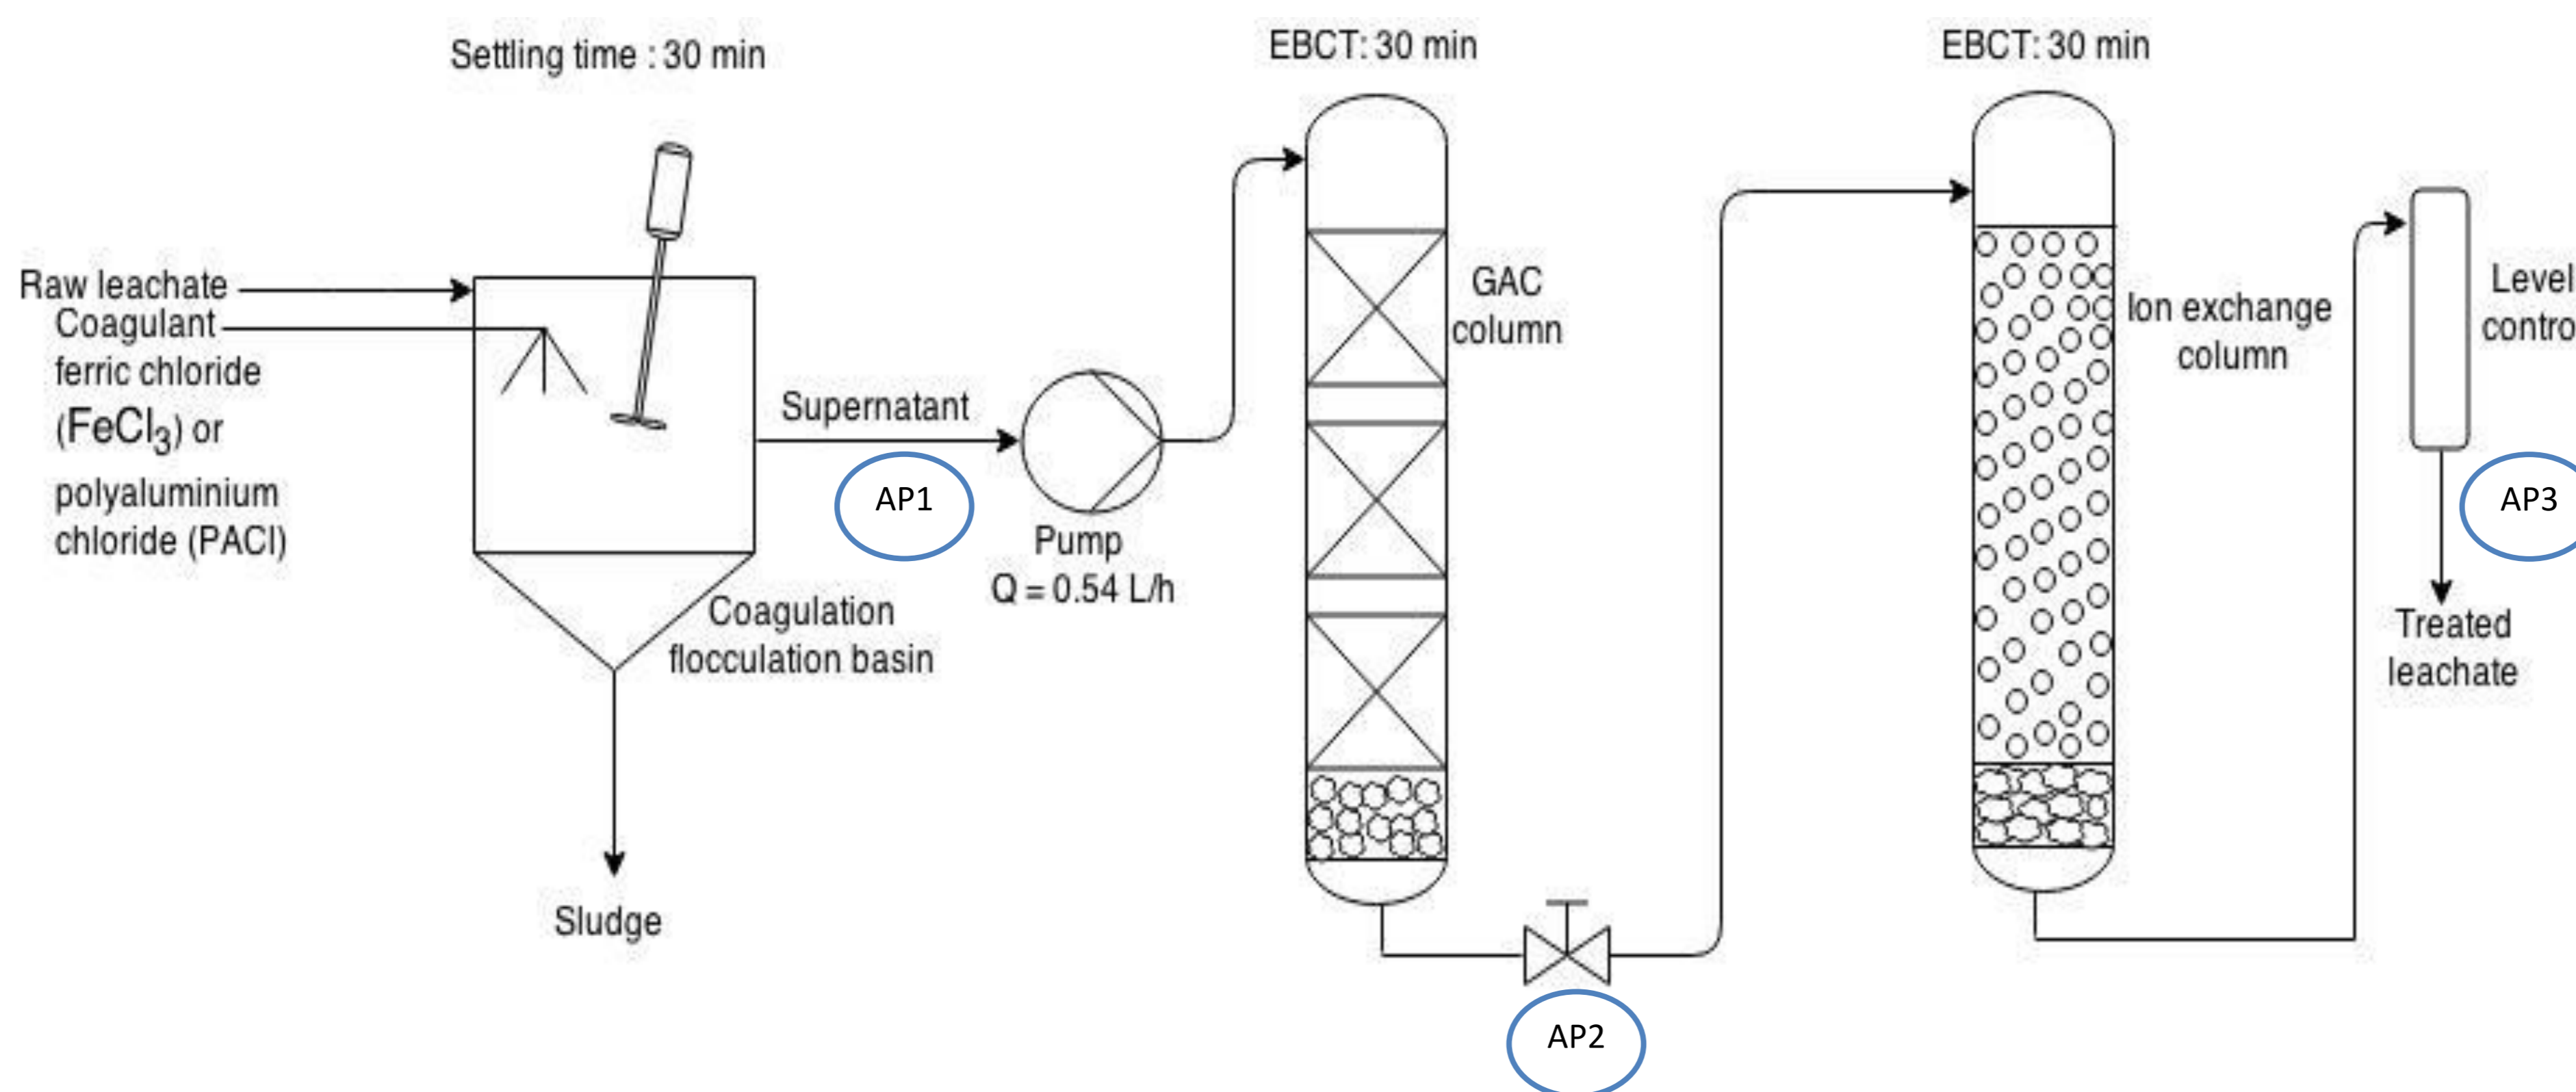 Settling time : 30 min
EBCT: 30 min
EBCT: 30 min
Raw leachate
Coagulant
ferric chloride
(FeCl3) or
polyaluminium
chloride (PACl)
Supernatant
AP1
Pump
Q = 0.54 L/h
Coagulation
flocculation basin
Sludge
GAC
column
AP2
Ion exchange
column
Level
contro
AP3
Treated
leachate